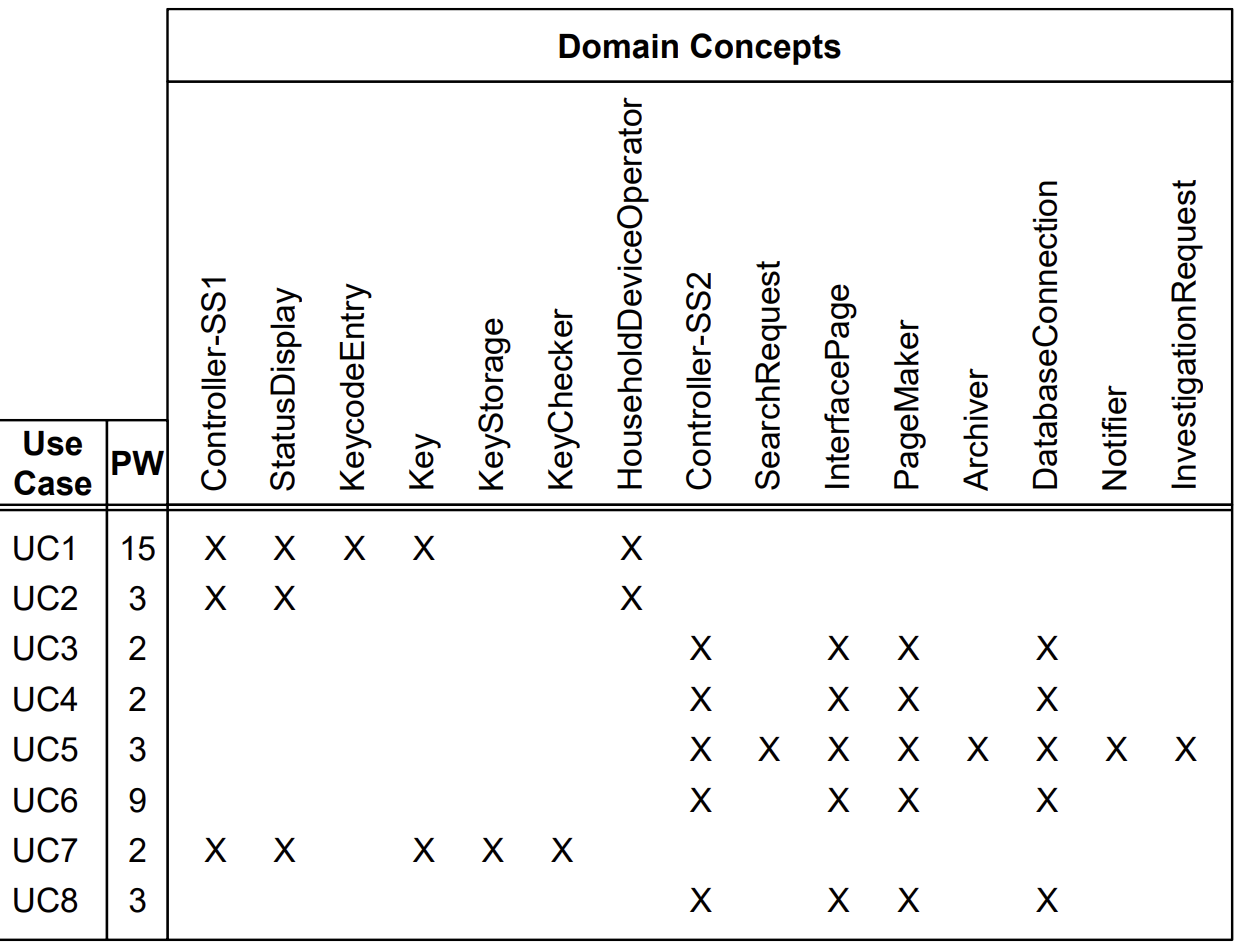 Domain Concepts
Controller-SS1
StatusDisplay
KeycodeEntry
Key
KeyStorage
KeyChecker
HouseholdDeviceOperator
Controller-SS2
SearchRequest
InterfacePage
PageMaker
Archiver
DatabaseConnection
Notifier
InvestigationRequest
Use
Case
PW
UC1 15 X X X X X
UC2 3 X X X
UC3 2 X X X X
UC4 2 X X X X
UC5 3 X X X X X X X X
UC6 9 X X X X
UC7 2 X X X X X
UC8 3 X X X X